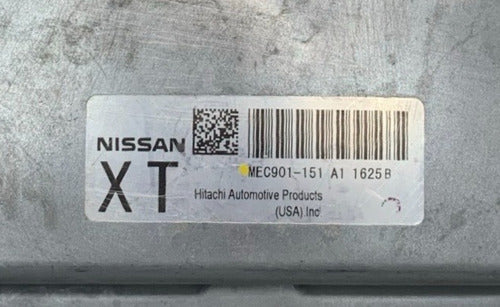 NISSAN
XT
MEC901-151 A1 1625B
Hitachi Automotive Products
(USA).Inc